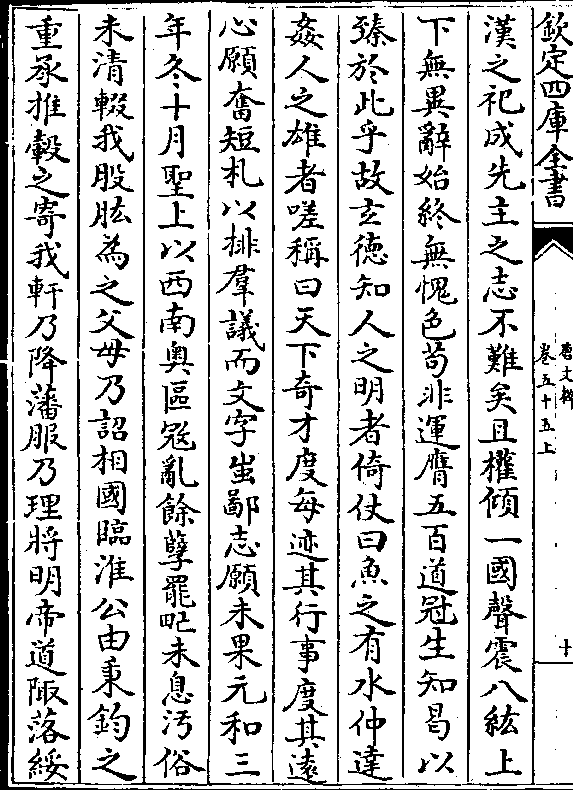 欽定四庫全書
唐文粹
卷五十五上
十
漢之祀成先主之志不難矣且權傾一國聲震八紘上
下無異辭始終無愧色苟非運膺五百道冠生知曷以
臻於此乎故玄徳知人之明者倚仗曰魚之有水仲達
姦人之雄者嗟稱曰天下奇才度每迹其行事度其遠
心願奮短札以排羣議而文字蚩鄙志願未果元和三
年冬十月聖上以西南奥區冦亂餘孽罷甿未息汚俗
未清輟我股肱為之父母乃詔相國臨淮公由秉鈞之
重承推轂之寄我軒乃降藩服乃理將明帝道陬落綏